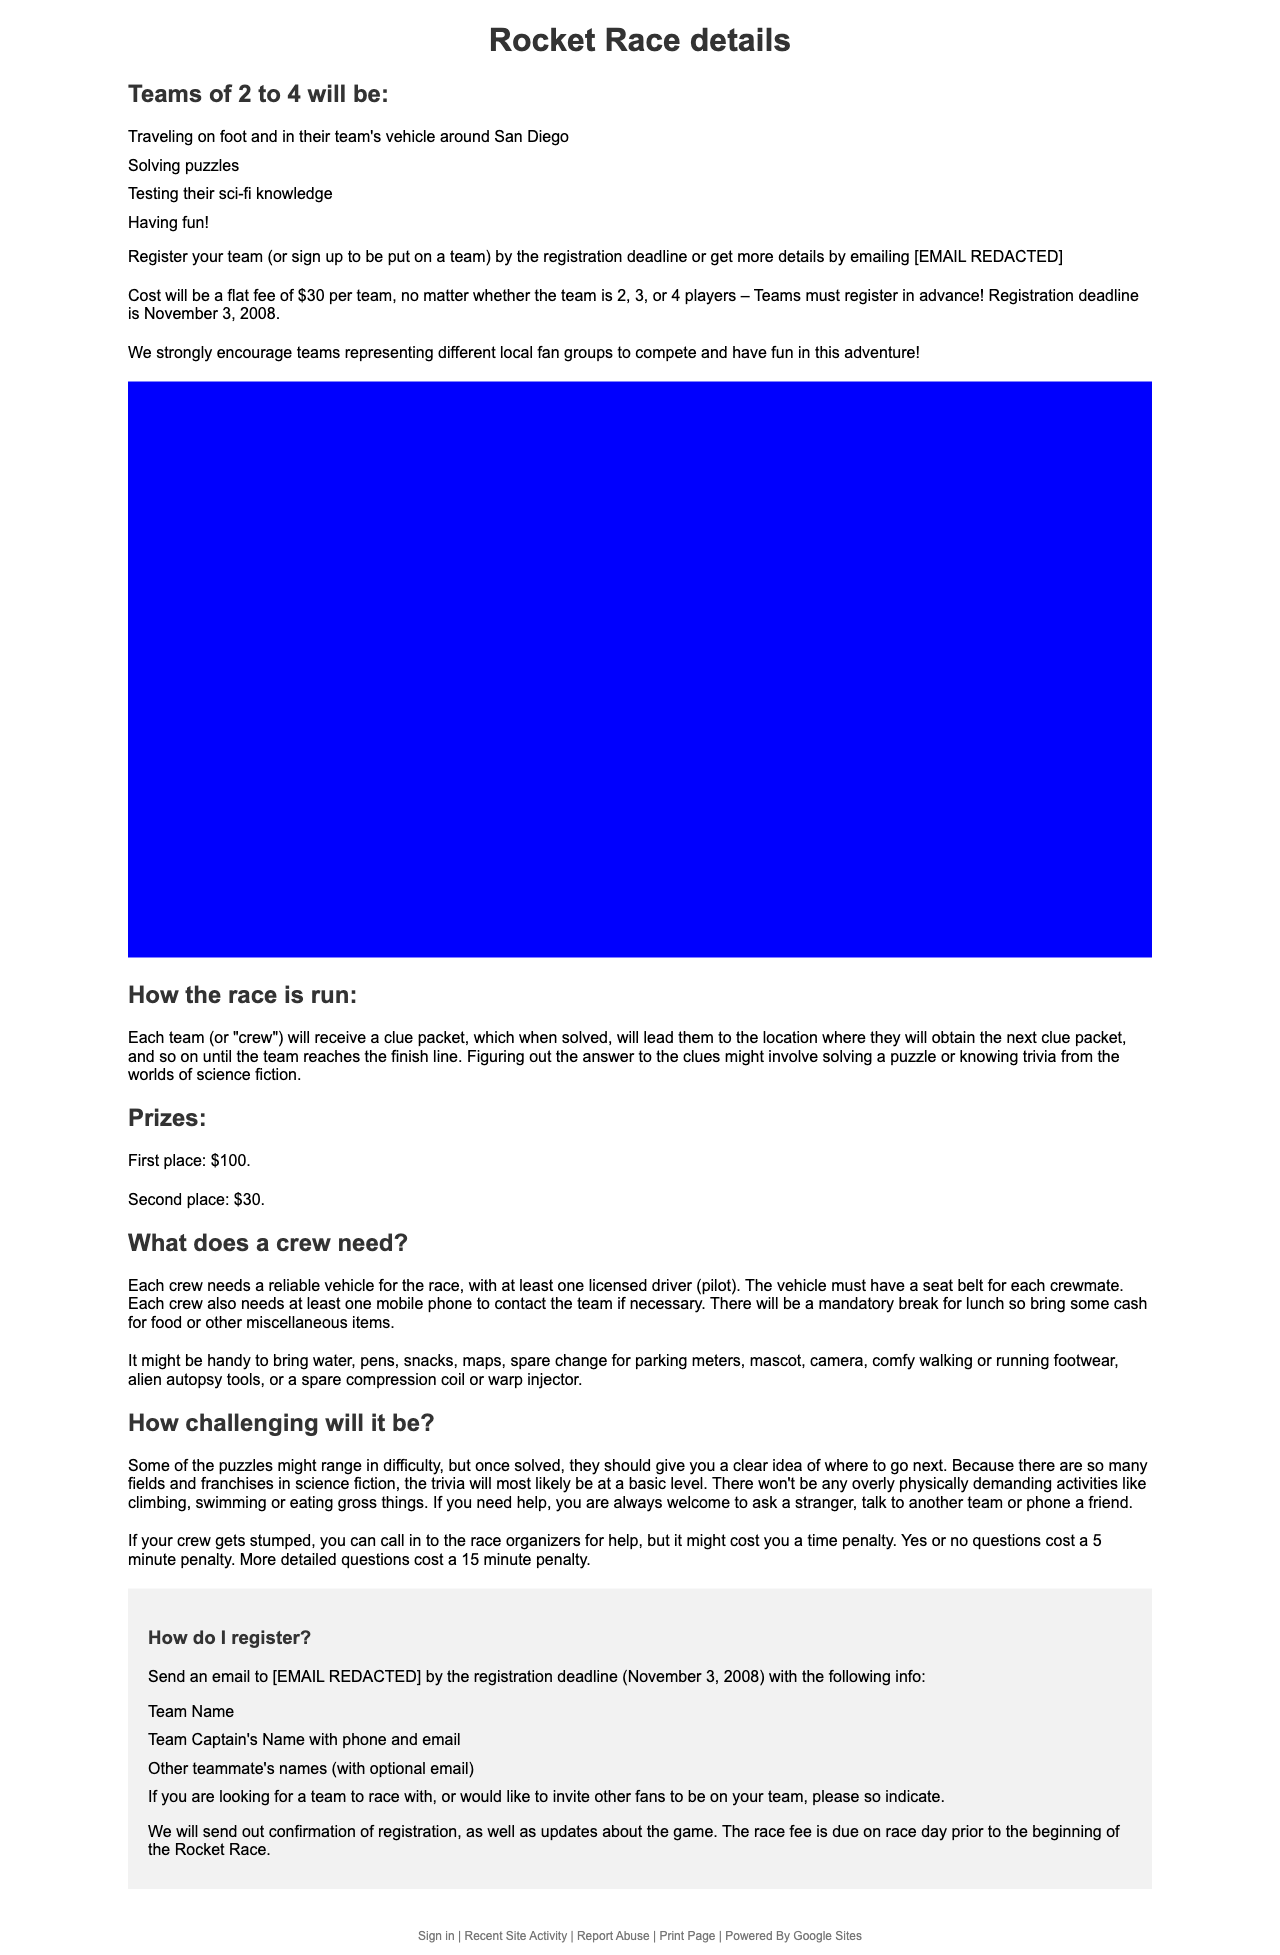 Rocket Race details
Teams of 2 to 4 will be:
Traveling on foot and in their team's vehicle around San Diego
Solving puzzles
Testing their sci-fi knowledge
Having fun!
Register your team (or sign up to be put on a team) by the registration deadline or get more details by emailing [EMAIL REDACTED]
Cost will be a flat fee of $30 per team, no matter whether the team is 2, 3, or 4 players – Teams must register in advance! Registration deadline
is November 3, 2008.
We strongly encourage teams representing different local fan groups to compete and have fun in this adventure!
How the race is run:
Each team (or "crew") will receive a clue packet, which when solved, will lead them to the location where they will obtain the next clue packet,
and so on until the team reaches the finish line. Figuring out the answer to the clues might involve solving a puzzle or knowing trivia from the
worlds of science fiction.
Prizes:
First place: $100.
Second place: $30.
What does a crew need?
Each crew needs a reliable vehicle for the race, with at least one licensed driver (pilot). The vehicle must have a seat belt for each crewmate.
Each crew also needs at least one mobile phone to contact the team if necessary. There will be a mandatory break for lunch so bring some cash
for food or other miscellaneous items.
It might be handy to bring water, pens, snacks, maps, spare change for parking meters, mascot, camera, comfy walking or running footwear,
alien autopsy tools, or a spare compression coil or warp injector.
How challenging will it be?
Some of the puzzles might range in difficulty, but once solved, they should give you a clear idea of where to go next. Because there are so many
fields and franchises in science fiction, the trivia will most likely be at a basic level. There won't be any overly physically demanding activities like
climbing, swimming or eating gross things. If you need help, you are always welcome to ask a stranger, talk to another team or phone a friend.
If your crew gets stumped, you can call in to the race organizers for help, but it might cost you a time penalty. Yes or no questions cost a 5
minute penalty. More detailed questions cost a 15 minute penalty.
How do I register?
Send an email to [EMAIL REDACTED] by the registration deadline (November 3, 2008) with the following info:
Team Name
Team Captain's Name with phone and email
Other teammate's names (with optional email)
If you are looking for a team to race with, or would like to invite other fans to be on your team, please so indicate.
We will send out confirmation of registration, as well as updates about the game. The race fee is due on race day prior to the beginning of
the Rocket Race.
Sign in | Recent Site Activity | Report Abuse | Print Page | Powered By Google Sites